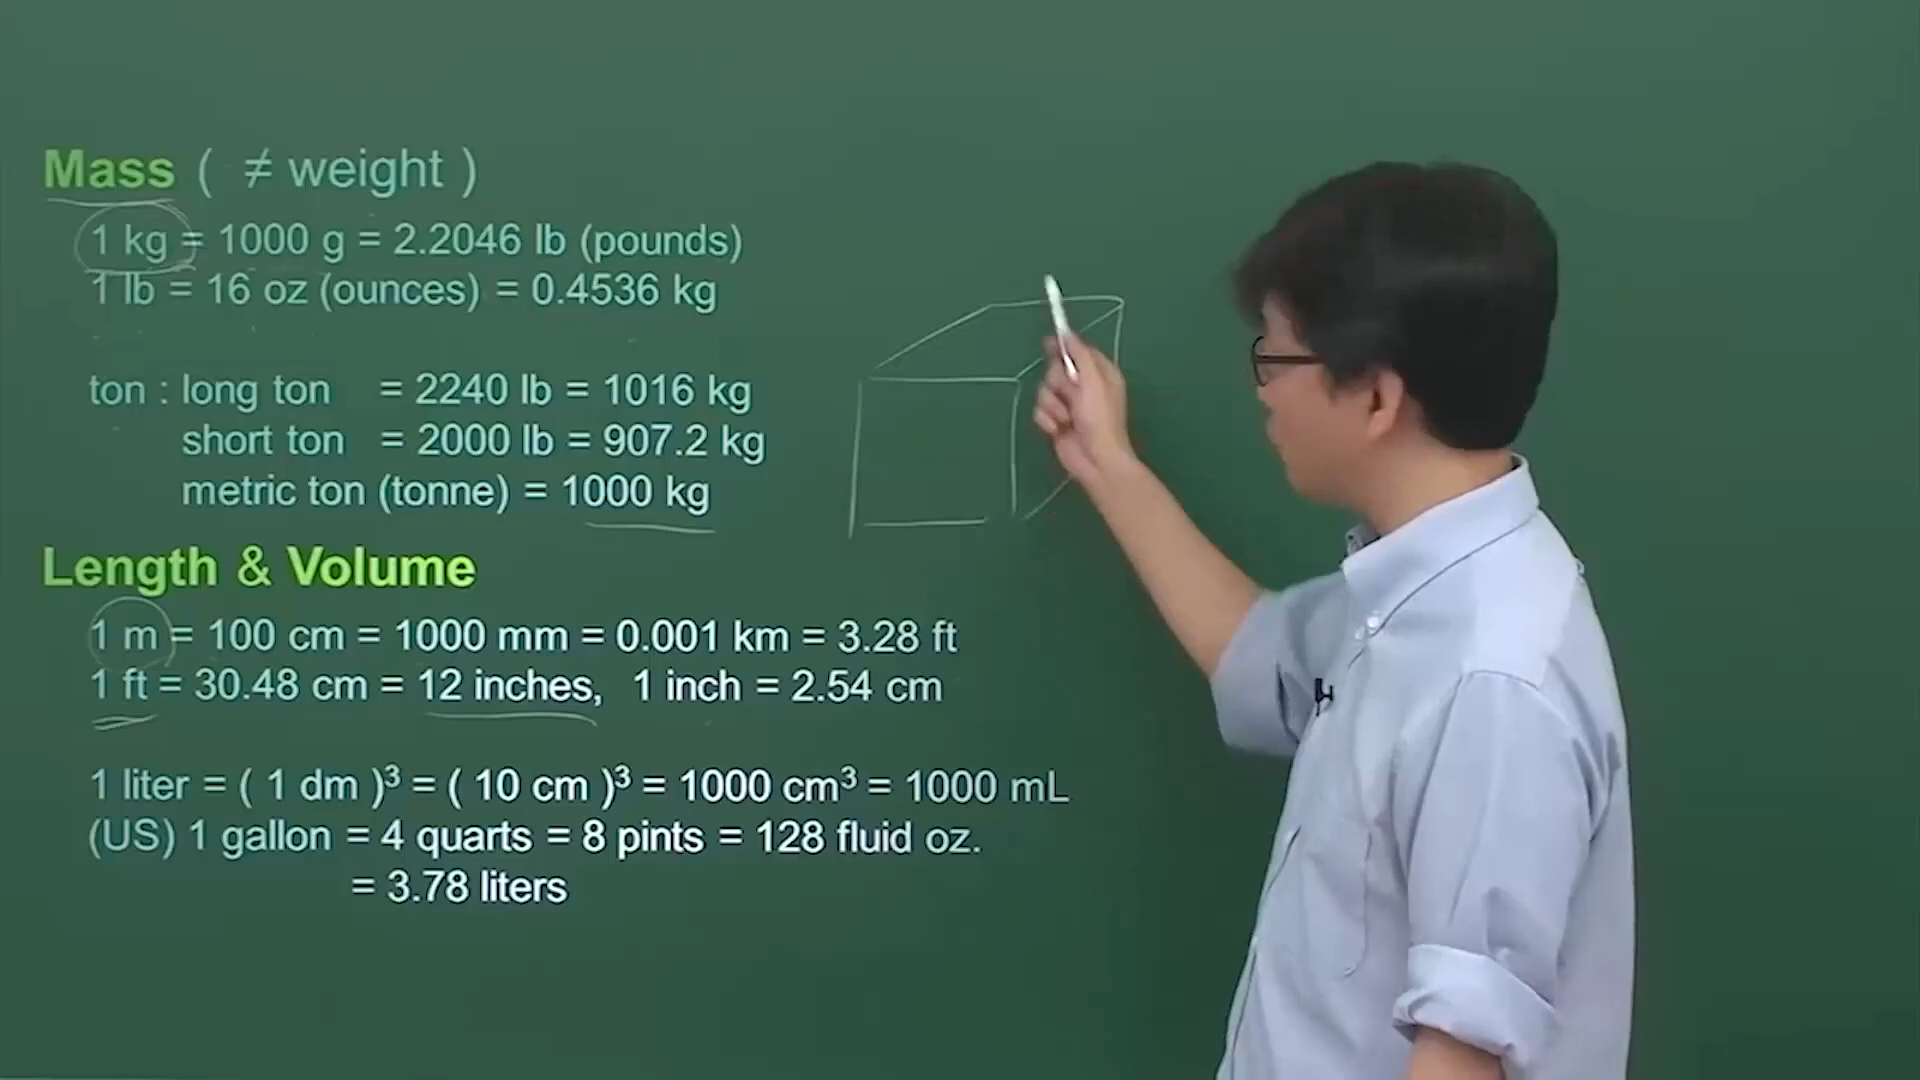 Mass ( ≠ weight )
1 kg = 1000 g = 2.2046 lb (pounds)
1 lb = 16 oz (ounces) = 0.4536 kg
ton : long ton = 2240 lb = 1016 kg
short ton = 2000 lb = 907.2 kg
metric ton (tonne) = 1000 kg
Length & Volume
1 m = 100 cm = 1000 mm = 0.001 km = 3.28 ft
1 ft = 30.48 cm = 12 inches, 1 inch = 2.54 cm
1 liter = ( 1 dm )³ = ( 10 cm )³ = 1000 cm³ = 1000 mL
(US) 1 gallon = 4 quarts = 8 pints = 128 fluid oz.
= 3.78 liters